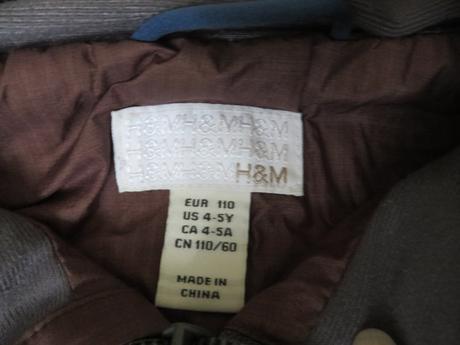 H&MH&MH&M
H&MH&MH&M
H&MH&MH&M
EUR 110
US 4-5Y
CA 4-5A
CN 110/60
MADE IN
CHINA